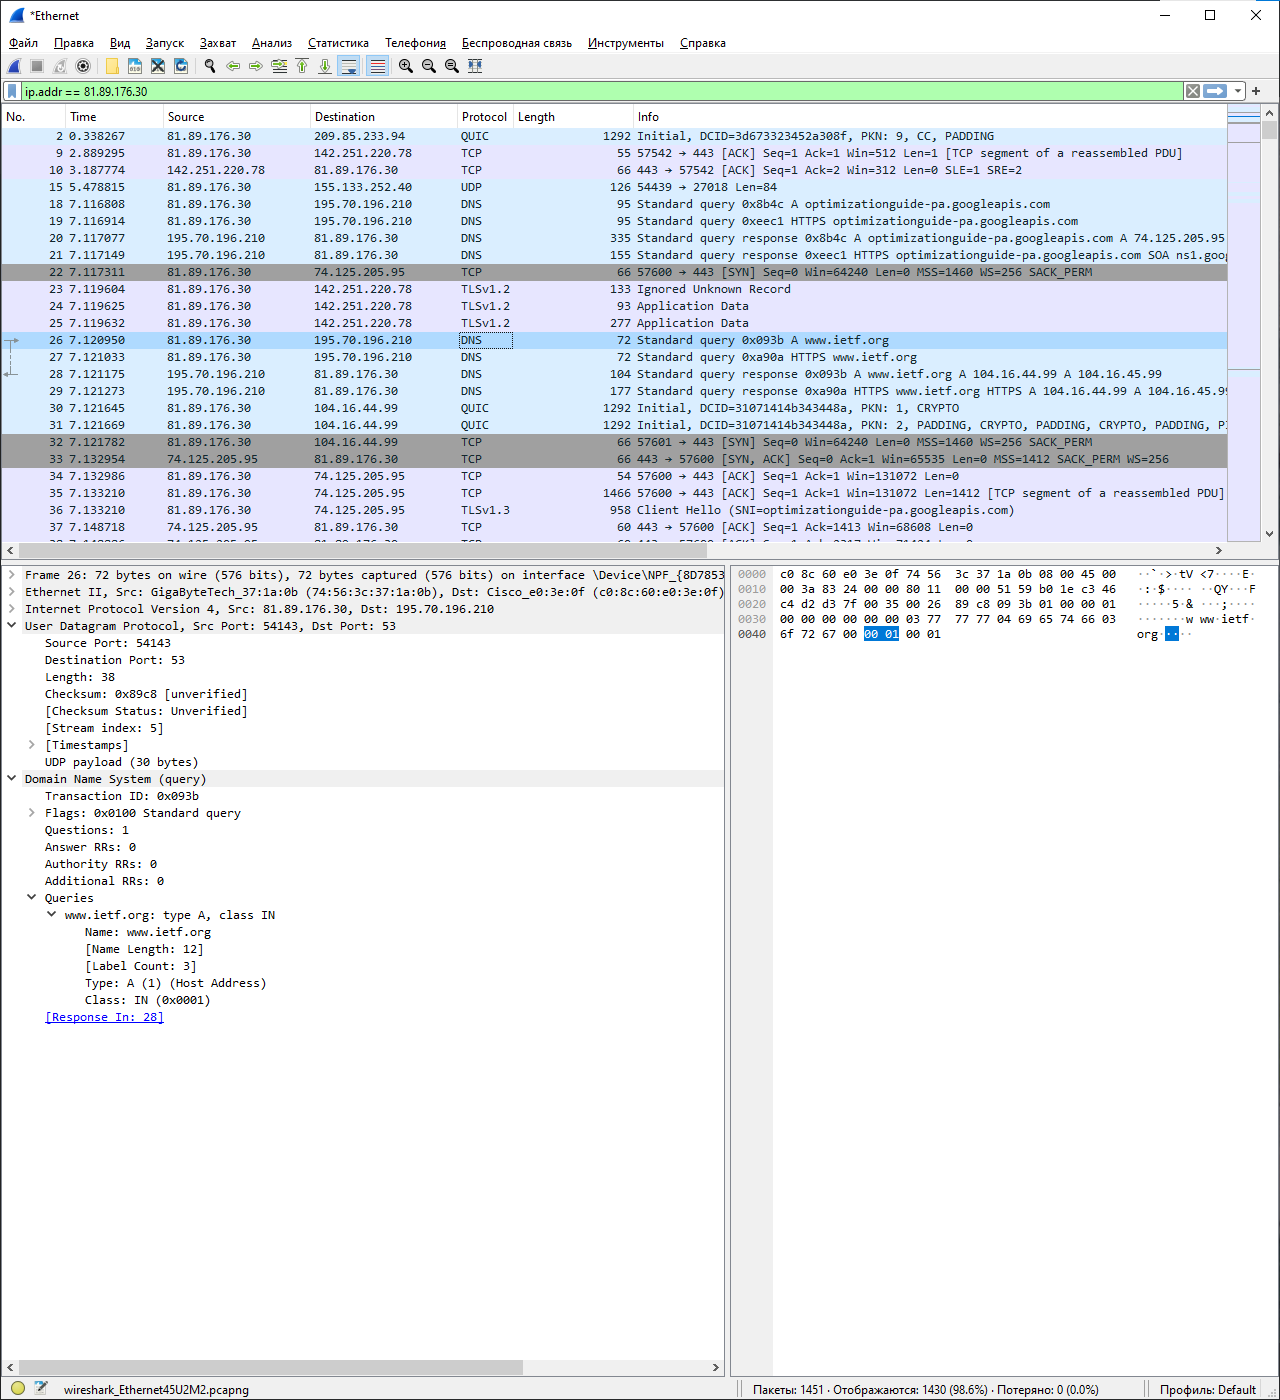 *Ethernet
Файл Правка Вид Запуск Захват Анализ Статистика Телефония Беспроводная связь Инструменты Справка
ip.addr == 81.89.176.30
No. Time Source Destination Protocol Length Info
2 0.338267 81.89.176.30 209.85.233.94 QUIC 1292 Initial, DCID=3d673323452a308f, PKN: 9, CC, PADDING
9 2.889295 81.89.176.30 142.251.220.78 TCP 55 57542 → 443 [ACK] Seq=1 Ack=1 Win=512 Len=1 [TCP segment of a reassembled PDU]
10 3.187774 142.251.220.78 81.89.176.30 TCP 66 443 → 57542 [ACK] Seq=1 Ack=2 Win=312 Len=0 SLE=1 SRE=2
15 5.478815 81.89.176.30 155.133.252.40 UDP 126 54439 → 27018 Len=84
18 7.116808 81.89.176.30 195.70.196.210 DNS 95 Standard query 0x8b4c A optimizationguide-pa.googleapis.com
19 7.116914 81.89.176.30 195.70.196.210 DNS 95 Standard query 0xeec1 HTTPS optimizationguide-pa.googleapis.com
20 7.117077 195.70.196.210 81.89.176.30 DNS 335 Standard query response 0x8b4c A optimizationguide-pa.googleapis.com A 74.125.205.95
21 7.117149 195.70.196.210 81.89.176.30 DNS 155 Standard query response 0xeec1 HTTPS optimizationguide-pa.googleapis.com SOA ns1.goog
22 7.117311 81.89.176.30 74.125.205.95 TCP 66 57600 → 443 [SYN] Seq=0 Win=64240 Len=0 MSS=1460 WS=256 SACK_PERM
23 7.119604 81.89.176.30 142.251.220.78 TLSv1.2 133 Ignored Unknown Record
24 7.119625 81.89.176.30 142.251.220.78 TLSv1.2 93 Application Data
25 7.119632 81.89.176.30 142.251.220.78 TLSv1.2 277 Application Data
26 7.120950 81.89.176.30 195.70.196.210 DNS 72 Standard query 0x093b A www.ietf.org
27 7.121033 81.89.176.30 195.70.196.210 DNS 72 Standard query 0xa90a HTTPS www.ietf.org
28 7.121175 195.70.196.210 81.89.176.30 DNS 104 Standard query response 0x093b A www.ietf.org A 104.16.44.99 A 104.16.45.99
29 7.121273 195.70.196.210 81.89.176.30 DNS 177 Standard query response 0xa90a HTTPS www.ietf.org HTTPS A 104.16.44.99 A 104.16.45.99
30 7.121645 81.89.176.30 104.16.44.99 QUIC 1292 Initial, DCID=31071414b343448a, PKN: 1, CRYPTO
31 7.121669 81.89.176.30 104.16.44.99 QUIC 1292 Initial, DCID=31071414b343448a, PKN: 2, PADDING, CRYPTO, PADDING, CRYPTO, PADDING, P
32 7.121782 81.89.176.30 104.16.44.99 TCP 66 57601 → 443 [SYN] Seq=0 Win=64240 Len=0 MSS=1460 WS=256 SACK_PERM
33 7.132954 74.125.205.95 81.89.176.30 TCP 66 443 → 57600 [SYN, ACK] Seq=0 Ack=1 Win=65535 Len=0 MSS=1412 SACK_PERM WS=256
34 7.132986 81.89.176.30 74.125.205.95 TCP 54 57600 → 443 [ACK] Seq=1 Ack=1 Win=131072 Len=0
35 7.133210 81.89.176.30 74.125.205.95 TCP 1466 57600 → 443 [ACK] Seq=1 Ack=1 Win=131072 Len=1412 [TCP segment of a reassembled PDU]
36 7.133210 81.89.176.30 74.125.205.95 TLSv1.3 958 Client Hello (SNI=optimizationguide-pa.googleapis.com)
37 7.148718 74.125.205.95 81.89.176.30 TCP 60 443 → 57600 [ACK] Seq=1 Ack=1413 Win=68608 Len=0
Frame 26: 72 bytes on wire (576 bits), 72 bytes captured (576 bits) on interface \Device\NPF_{8D7853
Ethernet II, Src: GigaByteTech_37:1a:0b (74:56:3c:37:1a:0b), Dst: Cisco_e0:3e:0f (c0:8c:60:e0:3e:0f)
Internet Protocol Version 4, Src: 81.89.176.30, Dst: 195.70.196.210
User Datagram Protocol, Src Port: 54143, Dst Port: 53
Source Port: 54143
Destination Port: 53
Length: 38
Checksum: 0x89c8 [unverified]
[Checksum Status: Unverified]
[Stream index: 5]
[Timestamps]
UDP payload (30 bytes)
Domain Name System (query)
Transaction ID: 0x093b
Flags: 0x0100 Standard query
Questions: 1
Answer RRs: 0
Authority RRs: 0
Additional RRs: 0
Queries
www.ietf.org: type A, class IN
Name: www.ietf.org
[Name Length: 12]
[Label Count: 3]
Type: A (1) (Host Address)
Class: IN (0x0001)
[Response In: 28]
0000 c0 8c 60 e0 3e 0f 74 56 3c 37 1a 0b 08 00 45 00 ··`·>·tV <7····E·
0010 00 3a 83 24 00 00 80 11 00 00 51 59 b0 1e c3 46 ·:·$···· ··QY···F
0020 c4 d2 d3 7f 00 35 00 26 89 c8 09 3b 01 00 00 01 ·····5·& ···;····
0030 00 00 00 00 00 00 03 77 77 77 04 69 65 74 66 03 ·······w ww·ietf·
0040 6f 72 67 00 00 01 00 01 org·····
wireshark_Ethernet45U2M2.pcapng Пакеты: 1451 · Отображаются: 1430 (98.6%) · Потеряно: 0 (0.0%) Профиль: Default